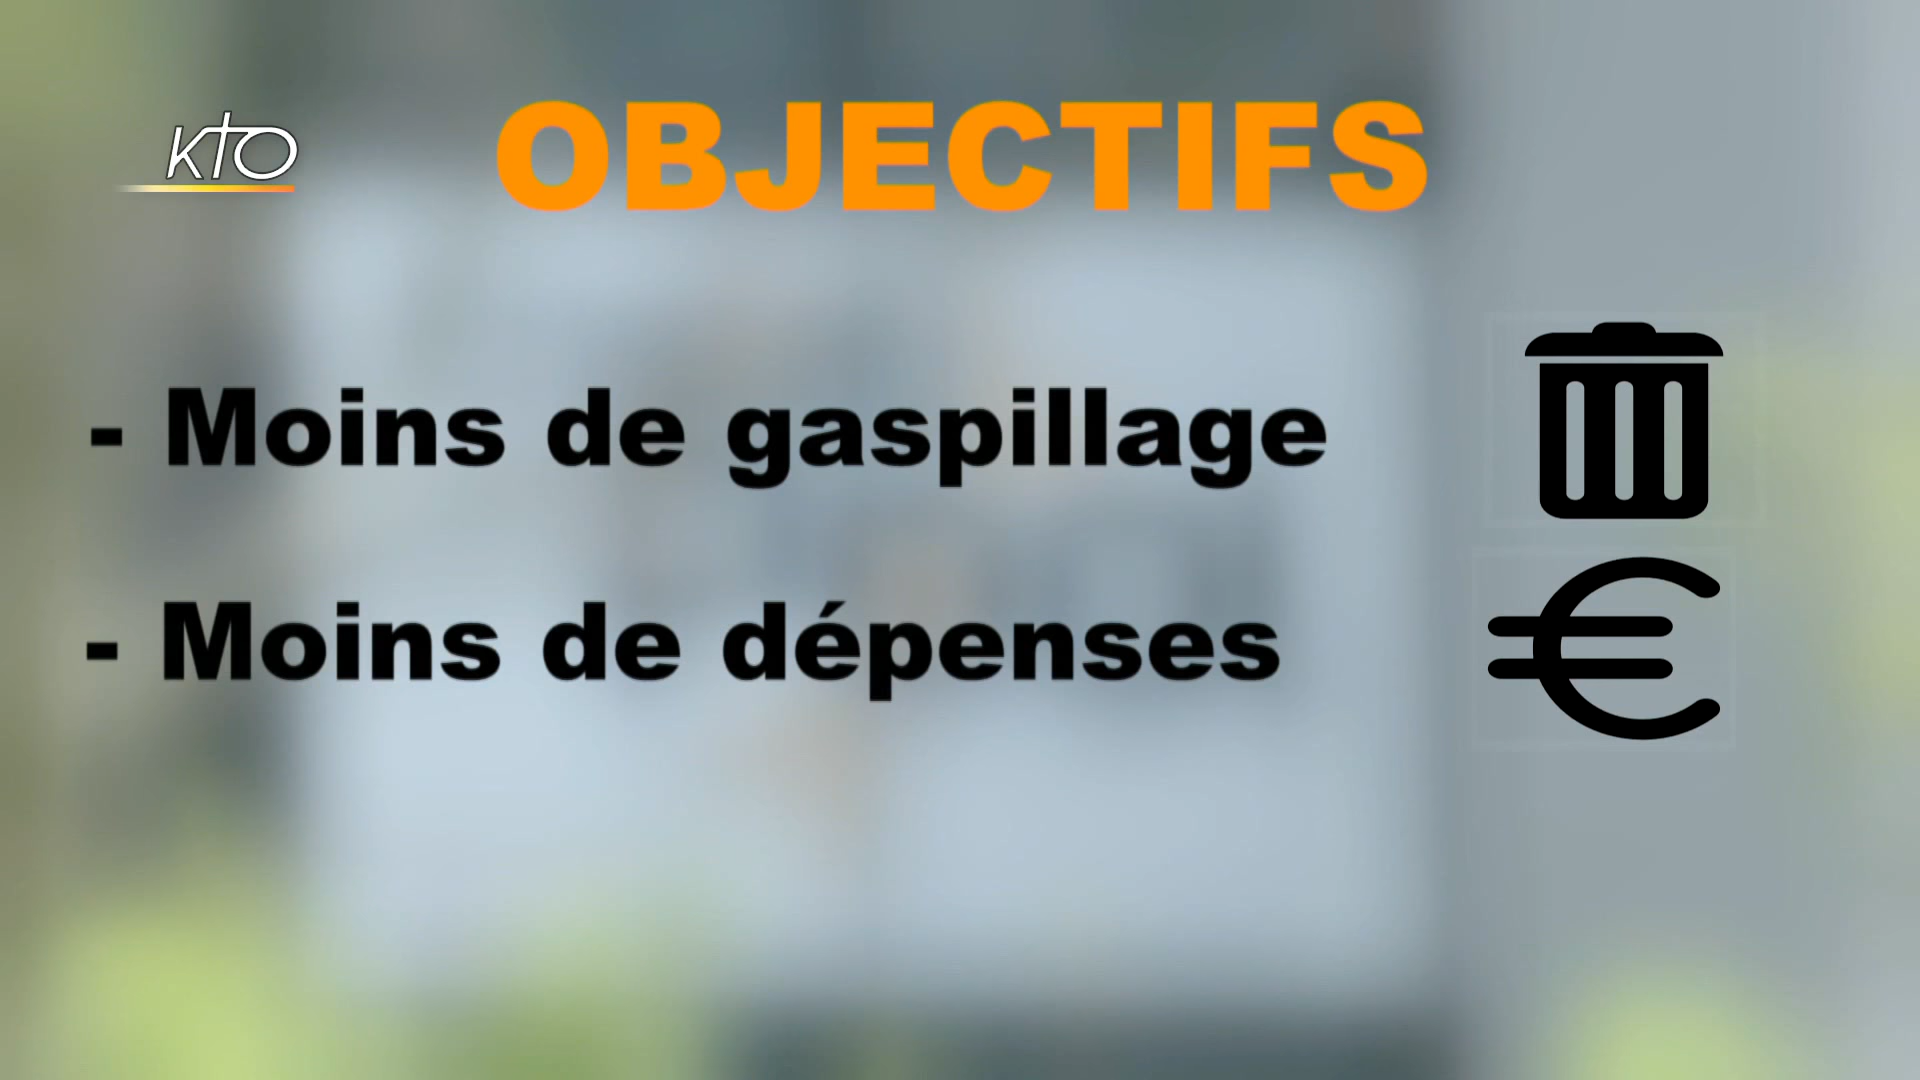 KTO
OBJECTIFS
- Moins de gaspillage
- Moins de dépenses
€